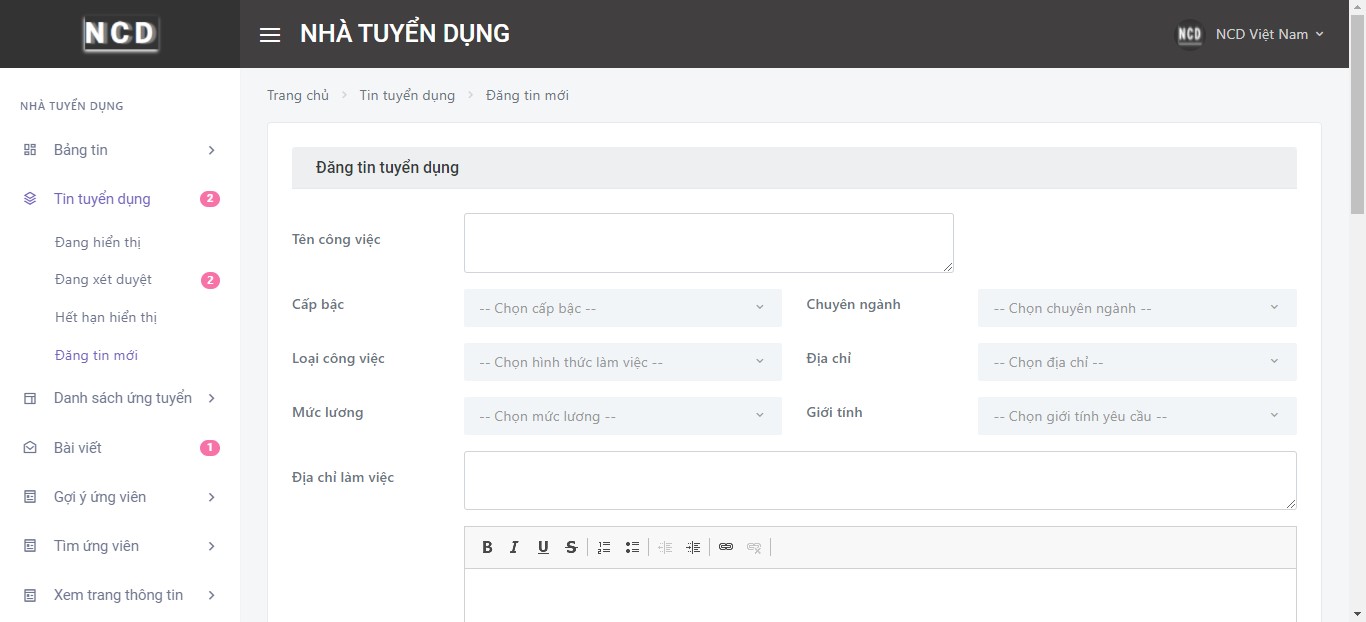 NCD
NHÀ TUYỂN DỤNG
NCD
NCD Việt Nam
NHÀ TUYỂN DỤNG
Bảng tin
Tin tuyển dụng 2
Đang hiển thị
Đang xét duyệt 2
Hết hạn hiển thị
Đăng tin mới
Danh sách ứng tuyển
Bài viết 1
Gợi ý ứng viên
Tìm ứng viên
Xem trang thông tin
Trang chủ > Tin tuyển dụng > Đăng tin mới
Đăng tin tuyển dụng
Tên công việc
Cấp bậc -- Chọn cấp bậc -- Chuyên ngành -- Chọn chuyên ngành --
Loại công việc -- Chọn hình thức làm việc -- Địa chỉ -- Chọn địa chỉ --
Mức lương -- Chọn mức lương -- Giới tính -- Chọn giới tính yêu cầu --
Địa chỉ làm việc
B I U S